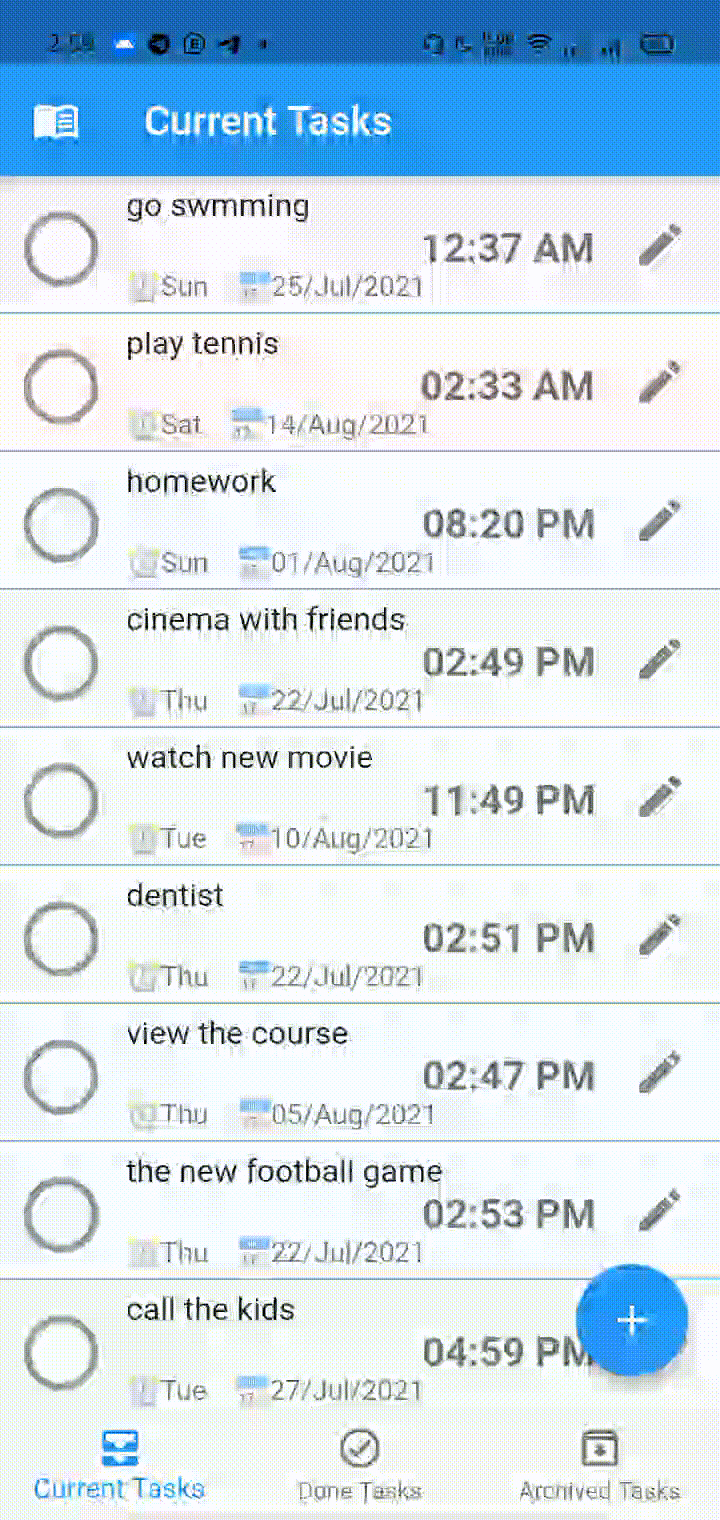 Current Tasks
go swmming
12:37 AM
Sun 25/Jul/2021
play tennis
02:33 AM
Sat 14/Aug/2021
homework
08:20 PM
Sun 01/Aug/2021
cinema with friends
02:49 PM
Thu 22/Jul/2021
watch new movie
11:49 PM
Tue 10/Aug/2021
dentist
02:51 PM
Thu 22/Jul/2021
view the course
02:47 PM
Thu 05/Aug/2021
the new football game
02:53 PM
Thu 22/Jul/2021
call the kids
04:59 PM
Tue 27/Jul/2021
Current Tasks Done Tasks Archived Tasks